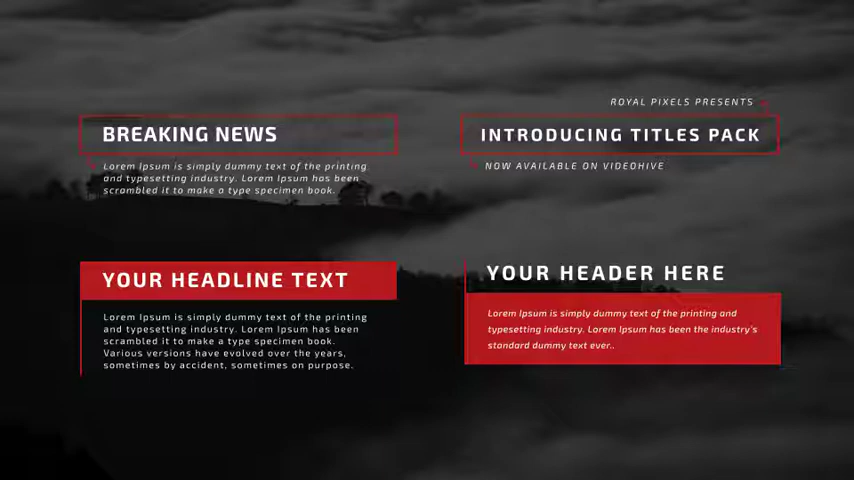 BREAKING NEWS
Lorem Ipsum is simply dummy text of the printing
and typesetting industry. Lorem Ipsum has been
scrambled it to make a type specimen book.
ROYAL PIXELS PRESENTS
INTRODUCING TITLES PACK
NOW AVAILABLE ON VIDEOHIVE
YOUR HEADLINE TEXT
Lorem Ipsum is simply dummy text of the printing
and typesetting industry. Lorem Ipsum has been
scrambled it to make a type specimen book.
Various versions have evolved over the years,
sometimes by accident, sometimes on purpose.
YOUR HEADER HERE
Lorem Ipsum is simply dummy text of the printing and
typesetting industry. Lorem Ipsum has been the industry's
standard dummy text ever..